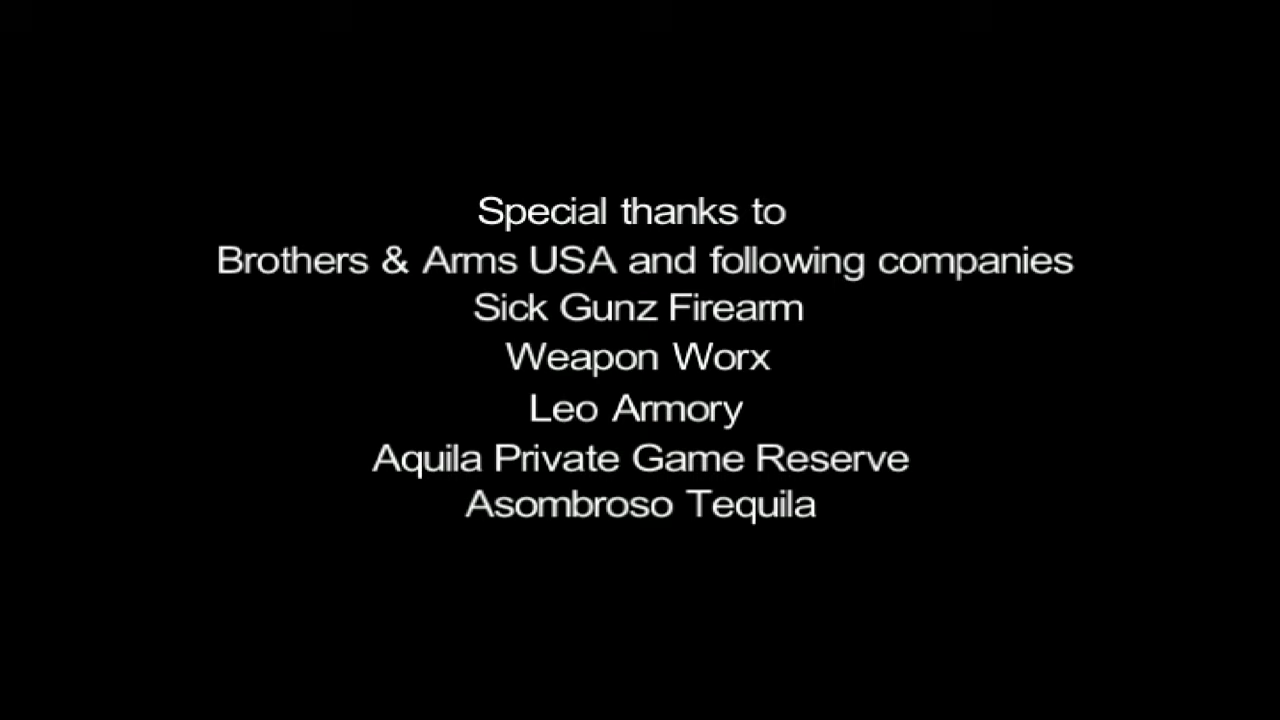 Special thanks to
Brothers & Arms USA and following companies
Sick Gunz Firearm
Weapon Worx
Leo Armory
Aquila Private Game Reserve
Asombroso Tequila